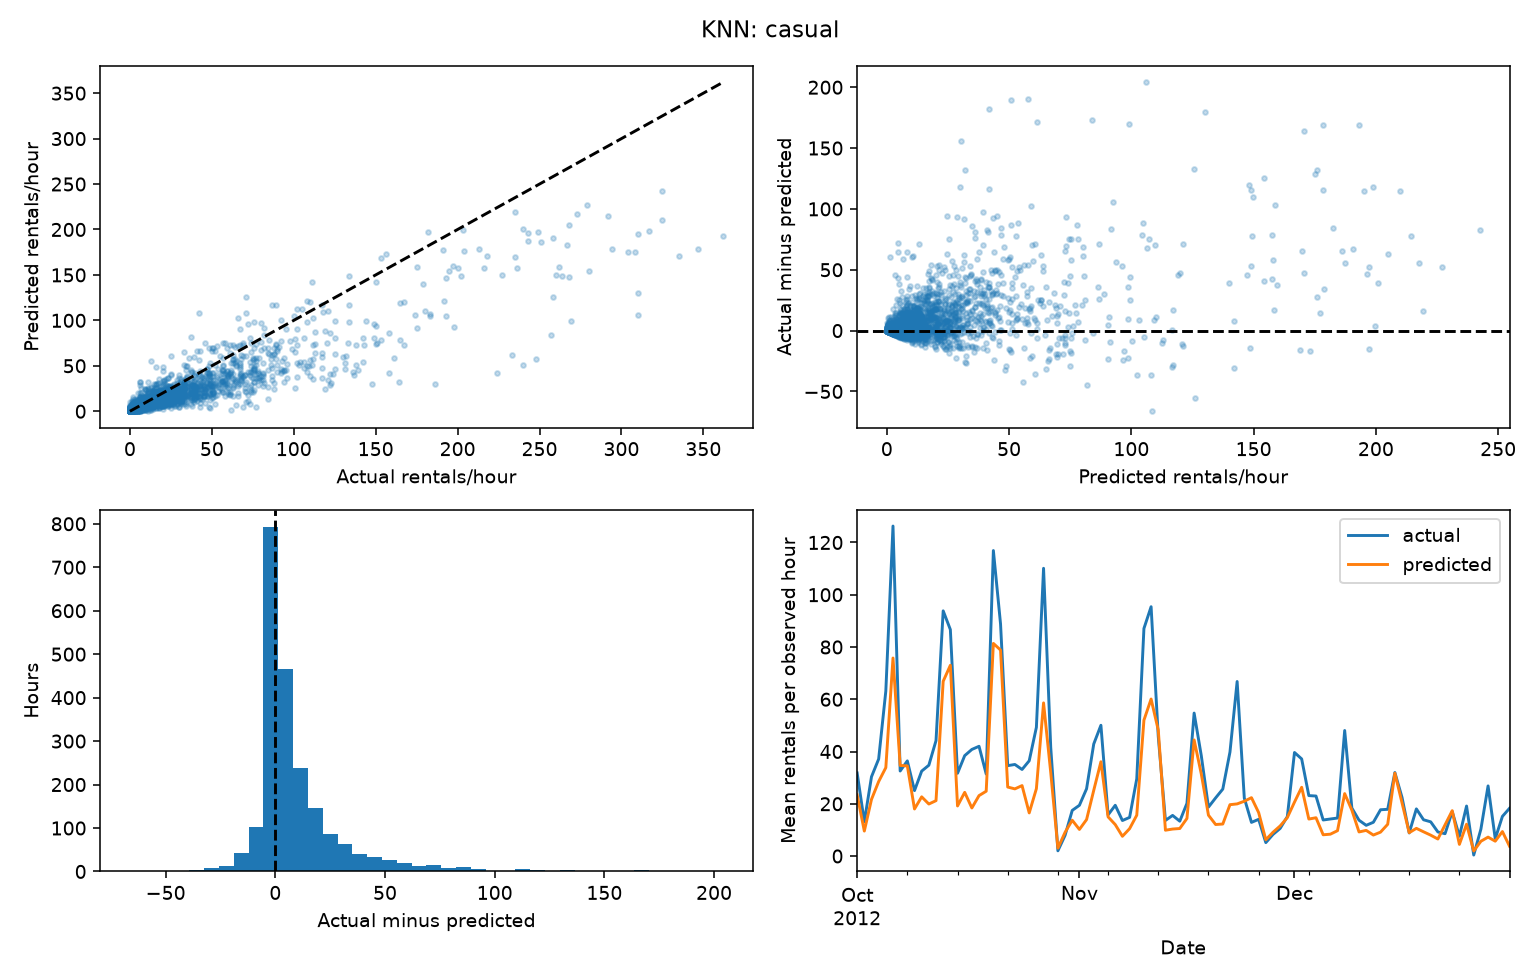 KNN: casual
350
300
250
200
150
100
50
0
Predicted rentals/hour
0 50 100 150 200 250 300 350
Actual rentals/hour
200
150
100
50
0
−50
Actual minus predicted
0 50 100 150 200 250
Predicted rentals/hour
800
700
600
500
400
300
200
100
0
Hours
−50 0 50 100 150 200
Actual minus predicted
120
100
80
60
40
20
0
Mean rentals per observed hour
actual
predicted
Oct Nov Dec
2012
Date